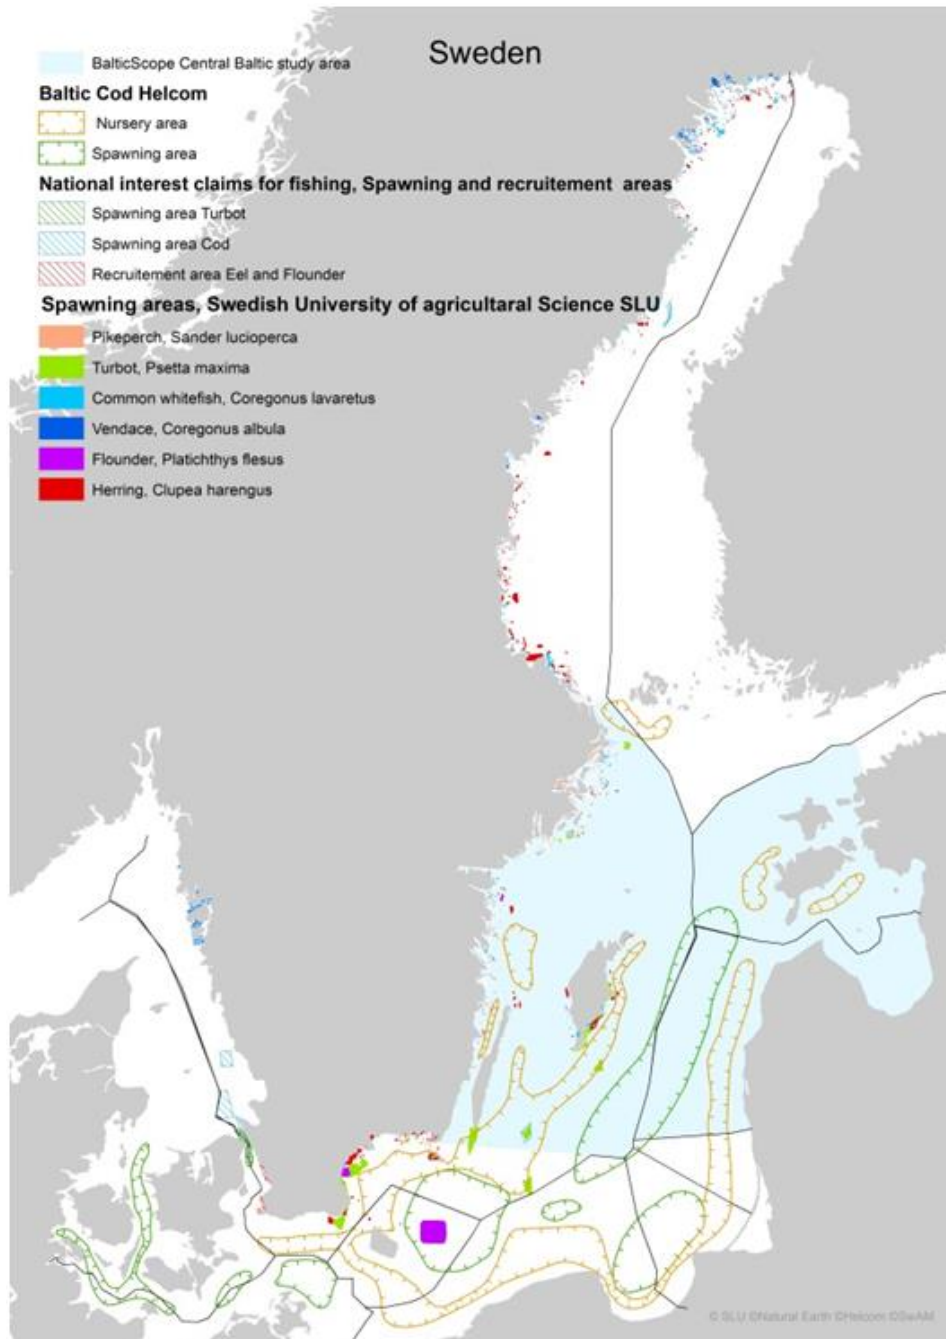 Sweden
BalticScope Central Baltic study area
Baltic Cod Helcom
Nursery area
Spawning area
National interest claims for fishing, Spawning and recruitement areas
Spawning area Turbot
Spawning area Cod
Recruitement area Eel and Flounder
Spawning areas, Swedish University of agricultaral Science SLU
Pikeperch, Sander lucioperca
Turbot, Psetta maxima
Common whitefish, Coregonus lavaretus
Vendace, Coregonus albula
Flounder, Platichthys flesus
Herring, Clupea harengus
© SLU ©Natural Earth ©Helcom ©SwAM